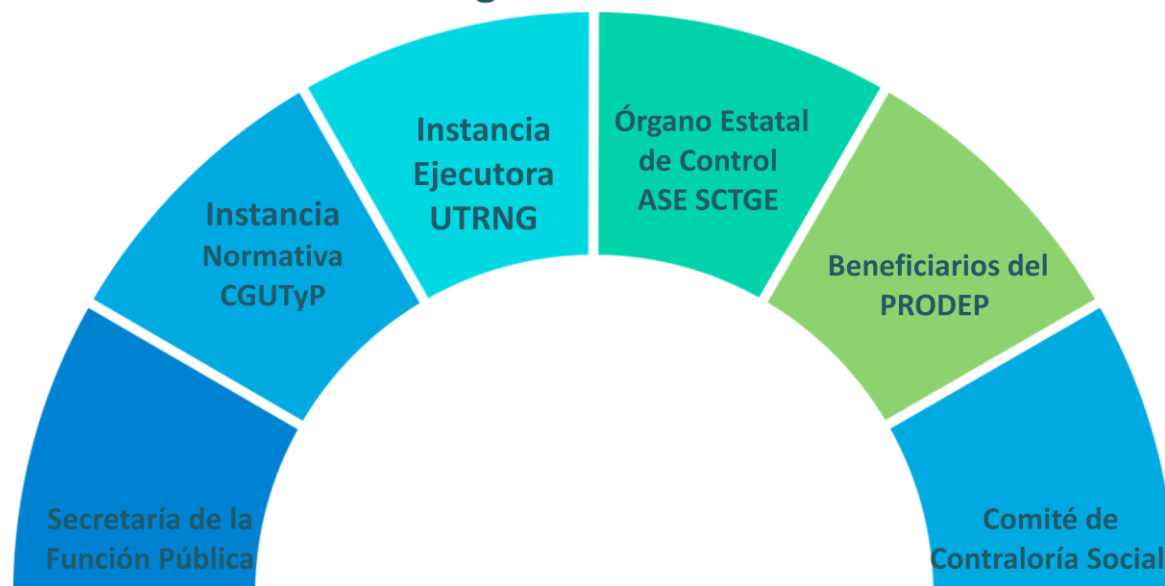 Secretaría de la
Función Pública
Instancia
Normativa
CGUTyP
Instancia
Ejecutora
UTRNG
Órgano Estatal
de Control
ASE SCTGE
Beneficiarios del
PRODEP
Comité de
Contraloría Social